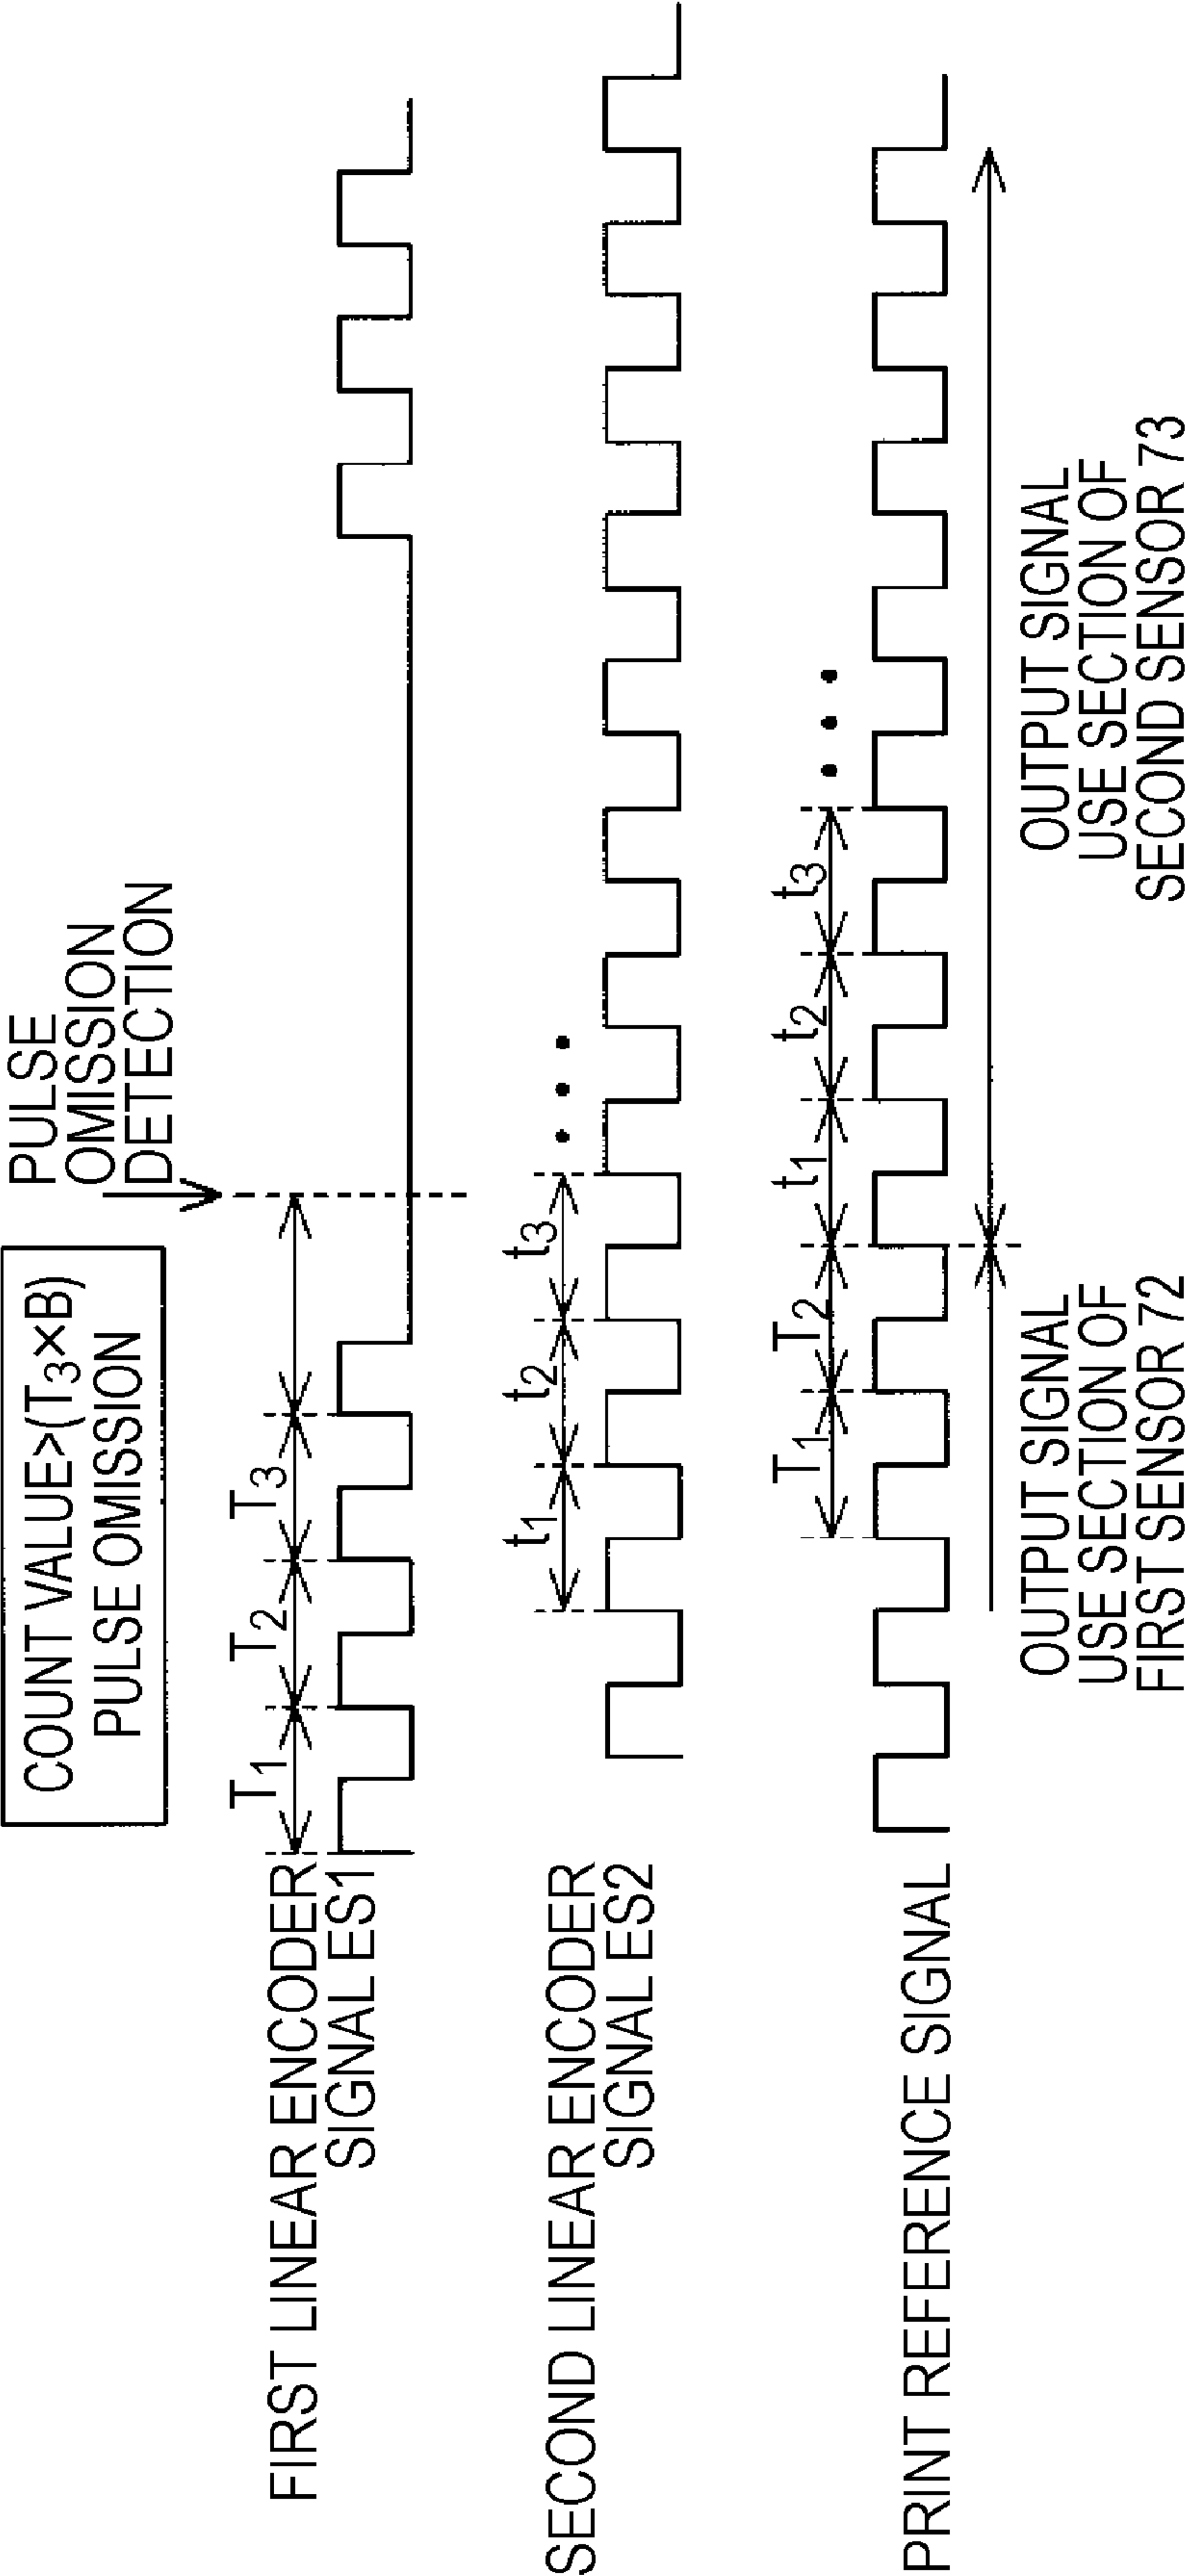 COUNT VALUE>(T3×B)
PULSE OMISSION
PULSE
OMISSION
DETECTION
FIRST LINEAR ENCODER
SIGNAL ES1
T1 T2 T3
SECOND LINEAR ENCODER
SIGNAL ES2
t1 t2 t3
PRINT REFERENCE SIGNAL
T1 T2 t1 t2 t3
OUTPUT SIGNAL
USE SECTION OF
FIRST SENSOR 72
OUTPUT SIGNAL
USE SECTION OF
SECOND SENSOR 73